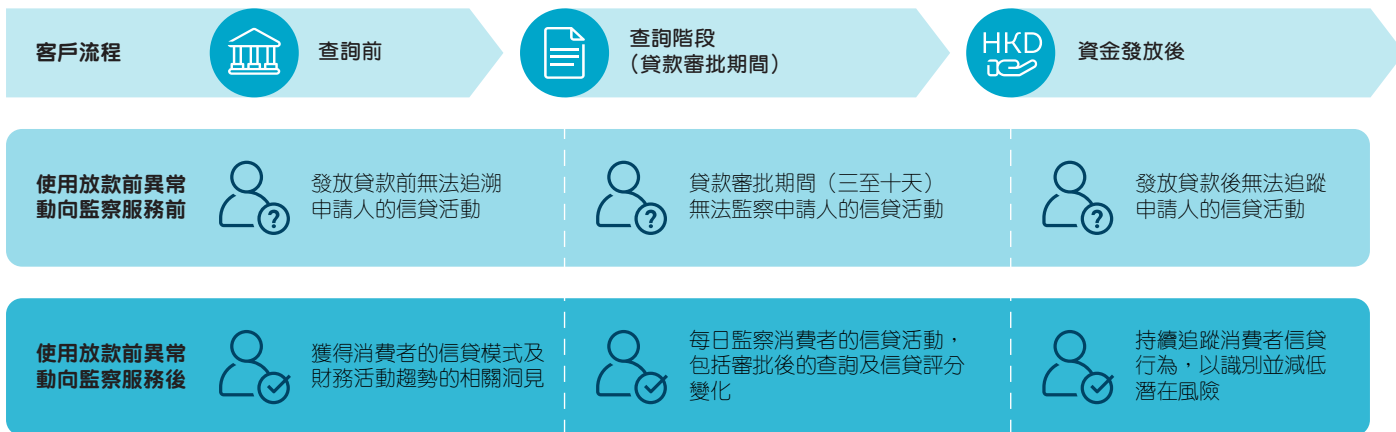 客戶流程
查詢前
查詢階段
（貸款審批期間）
HKD
資金發放後
使用放款前異常
動向監察服務前
發放貸款前無法追溯
申請人的信貸活動
貸款審批期間（三至十天）
無法監察申請人的信貸活動
發放貸款後無法追蹤
申請人的信貸活動
使用放款前異常
動向監察服務後
獲得消費者的信貸模式及
財務活動趨勢的相關洞見
每日監察消費者的信貸活動，
包括審批後的查詢及信貸評分
變化
持續追蹤消費者信貸
行為，以識別並減低
潛在風險